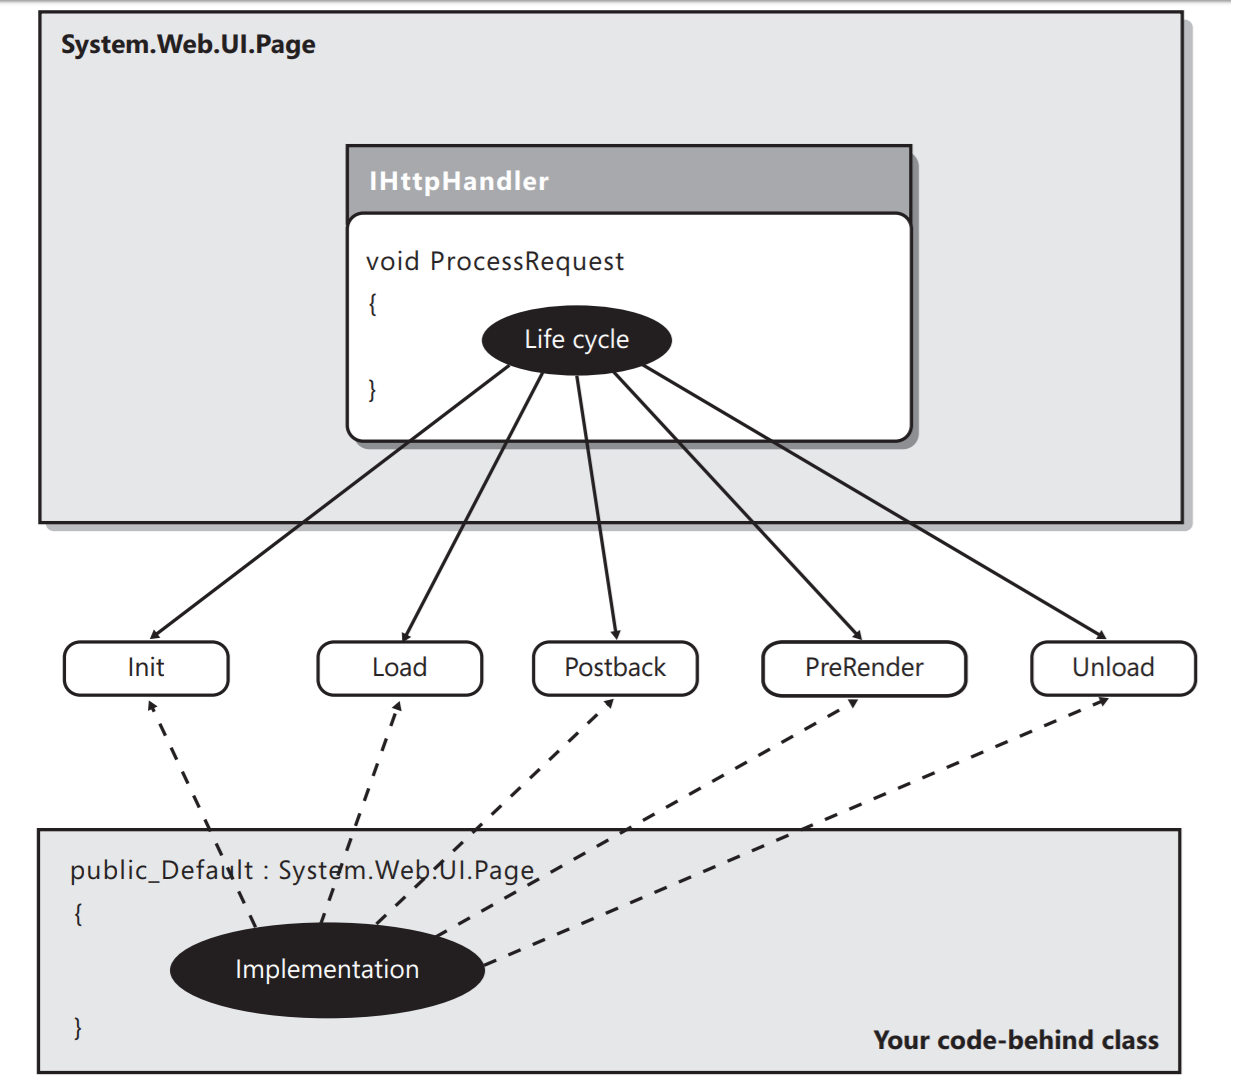 System.Web.UI.Page
IHttpHandler
void ProcessRequest
{
Life cycle
}
Init
Load
Postback
PreRender
Unload
public_Default : System.Web.UI.Page
{
Implementation
}
Your code-behind class